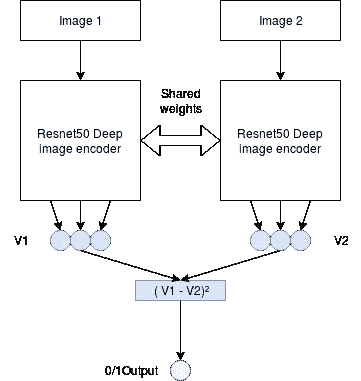 Image 1
Image 2
Shared
weights
Resnet50 Deep
image encoder
Resnet50 Deep
image encoder
V1
V2
( V1 - V2)²
0/1Output